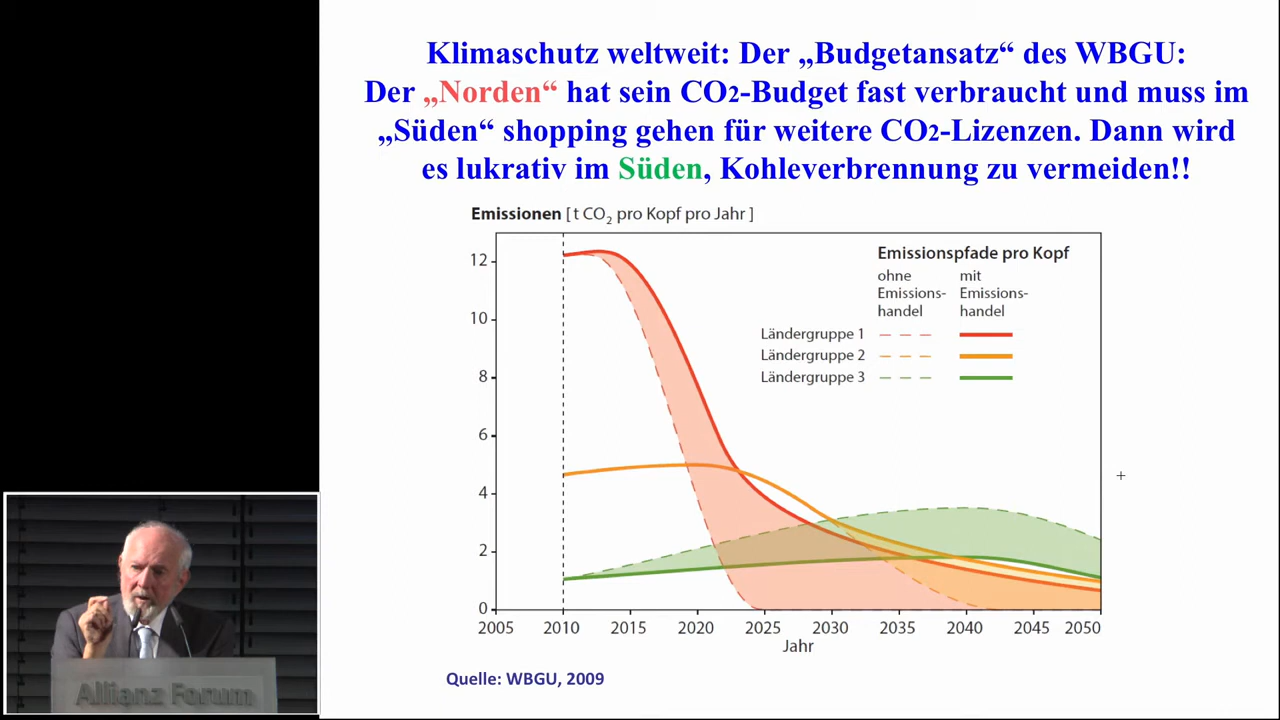 Klimaschutz weltweit: Der „Budgetansatz“ des WBGU:
Der „Norden“ hat sein CO2-Budget fast verbraucht und muss im
„Süden“ shopping gehen für weitere CO2-Lizenzen. Dann wird
es lukrativ im Süden, Kohleverbrennung zu vermeiden!!
Emissionen [ t CO₂ pro Kopf pro Jahr ]
Emissionspfade pro Kopf
ohne mit
Emissions- Emissions-
handel handel
Ländergruppe 1
Ländergruppe 2
Ländergruppe 3
12
10
8
6
4
2
0
2005 2010 2015 2020 2025 2030 2035 2040 2045 2050
Jahr
Quelle: WBGU, 2009
Allianz Forum